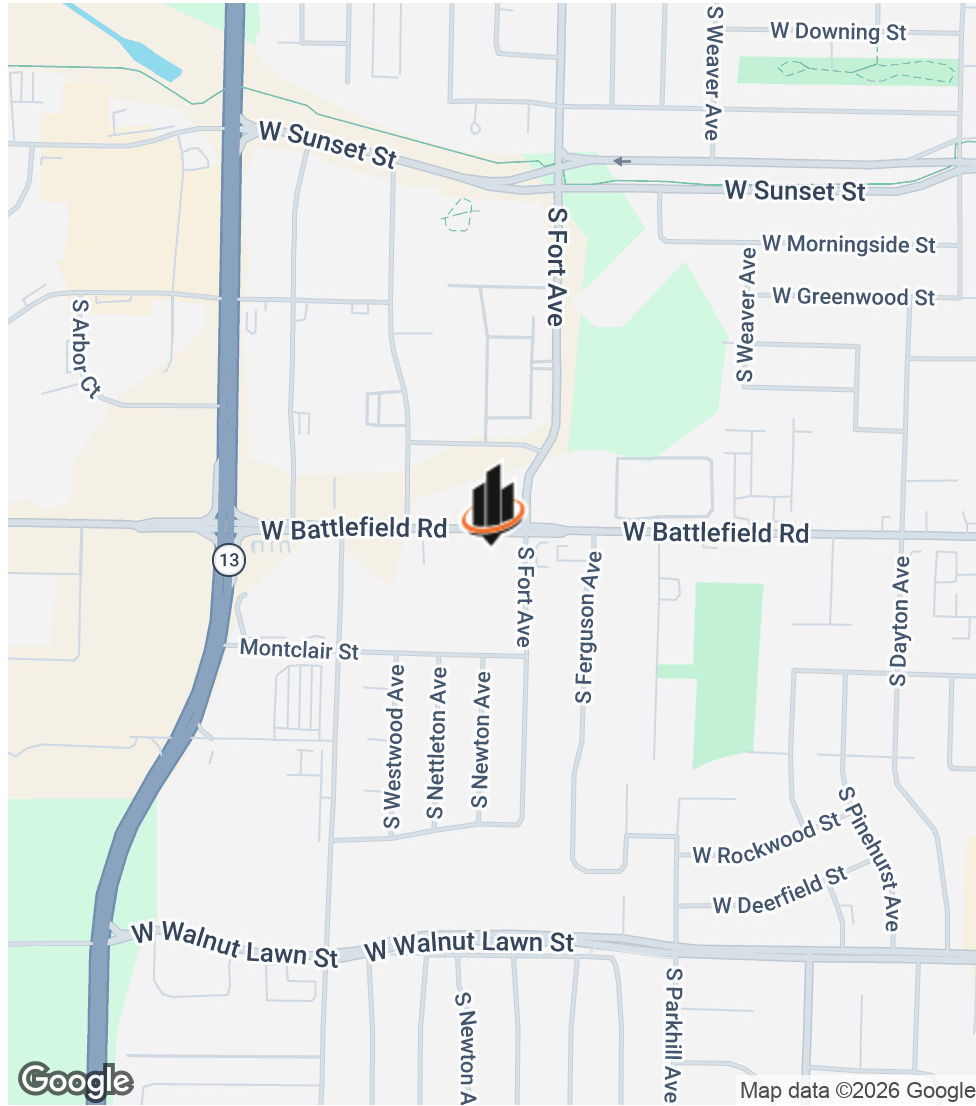 W Downing St
S Weaver Ave
W Sunset St
W Sunset St
S Fort Ave
W Morningside St
S Weaver Ave
W Greenwood St
S Arbor Ct
W Battlefield Rd
W Battlefield Rd
13
S Fort Ave
S Ferguson Ave
S Dayton Ave
Montclair St
S Westwood Ave
S Nettleton Ave
S Newton Ave
W Rockwood St
S Pinehurst Ave
W Deerfield St
W Walnut Lawn St
W Walnut Lawn St
S Newton A
S Parkhill Ave
Google
Map data ©2026 Google